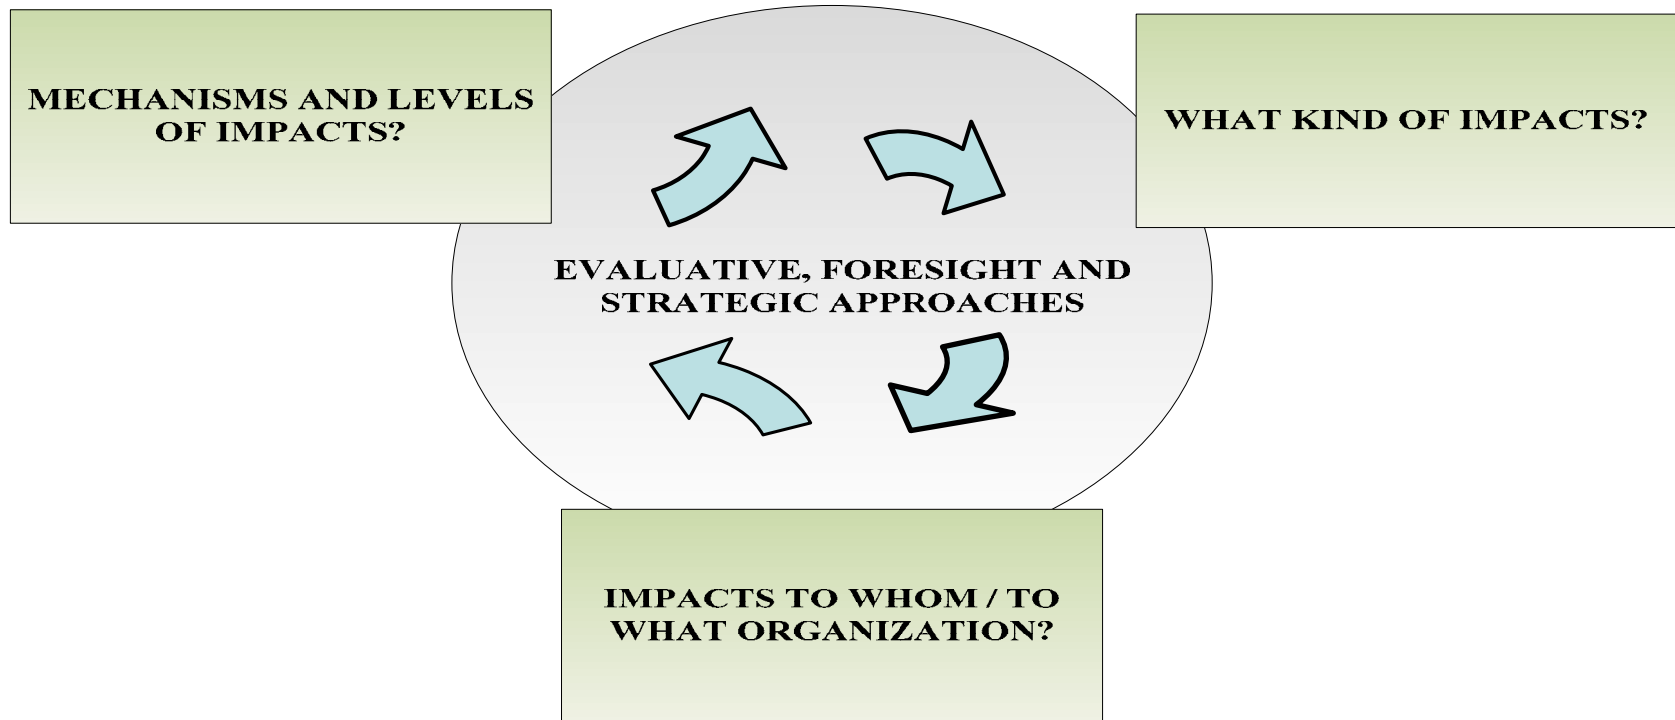 MECHANISMS AND LEVELS
OF IMPACTS?
WHAT KIND OF IMPACTS?
EVALUATIVE, FORESIGHT AND
STRATEGIC APPROACHES
IMPACTS TO WHOM / TO
WHAT ORGANIZATION?